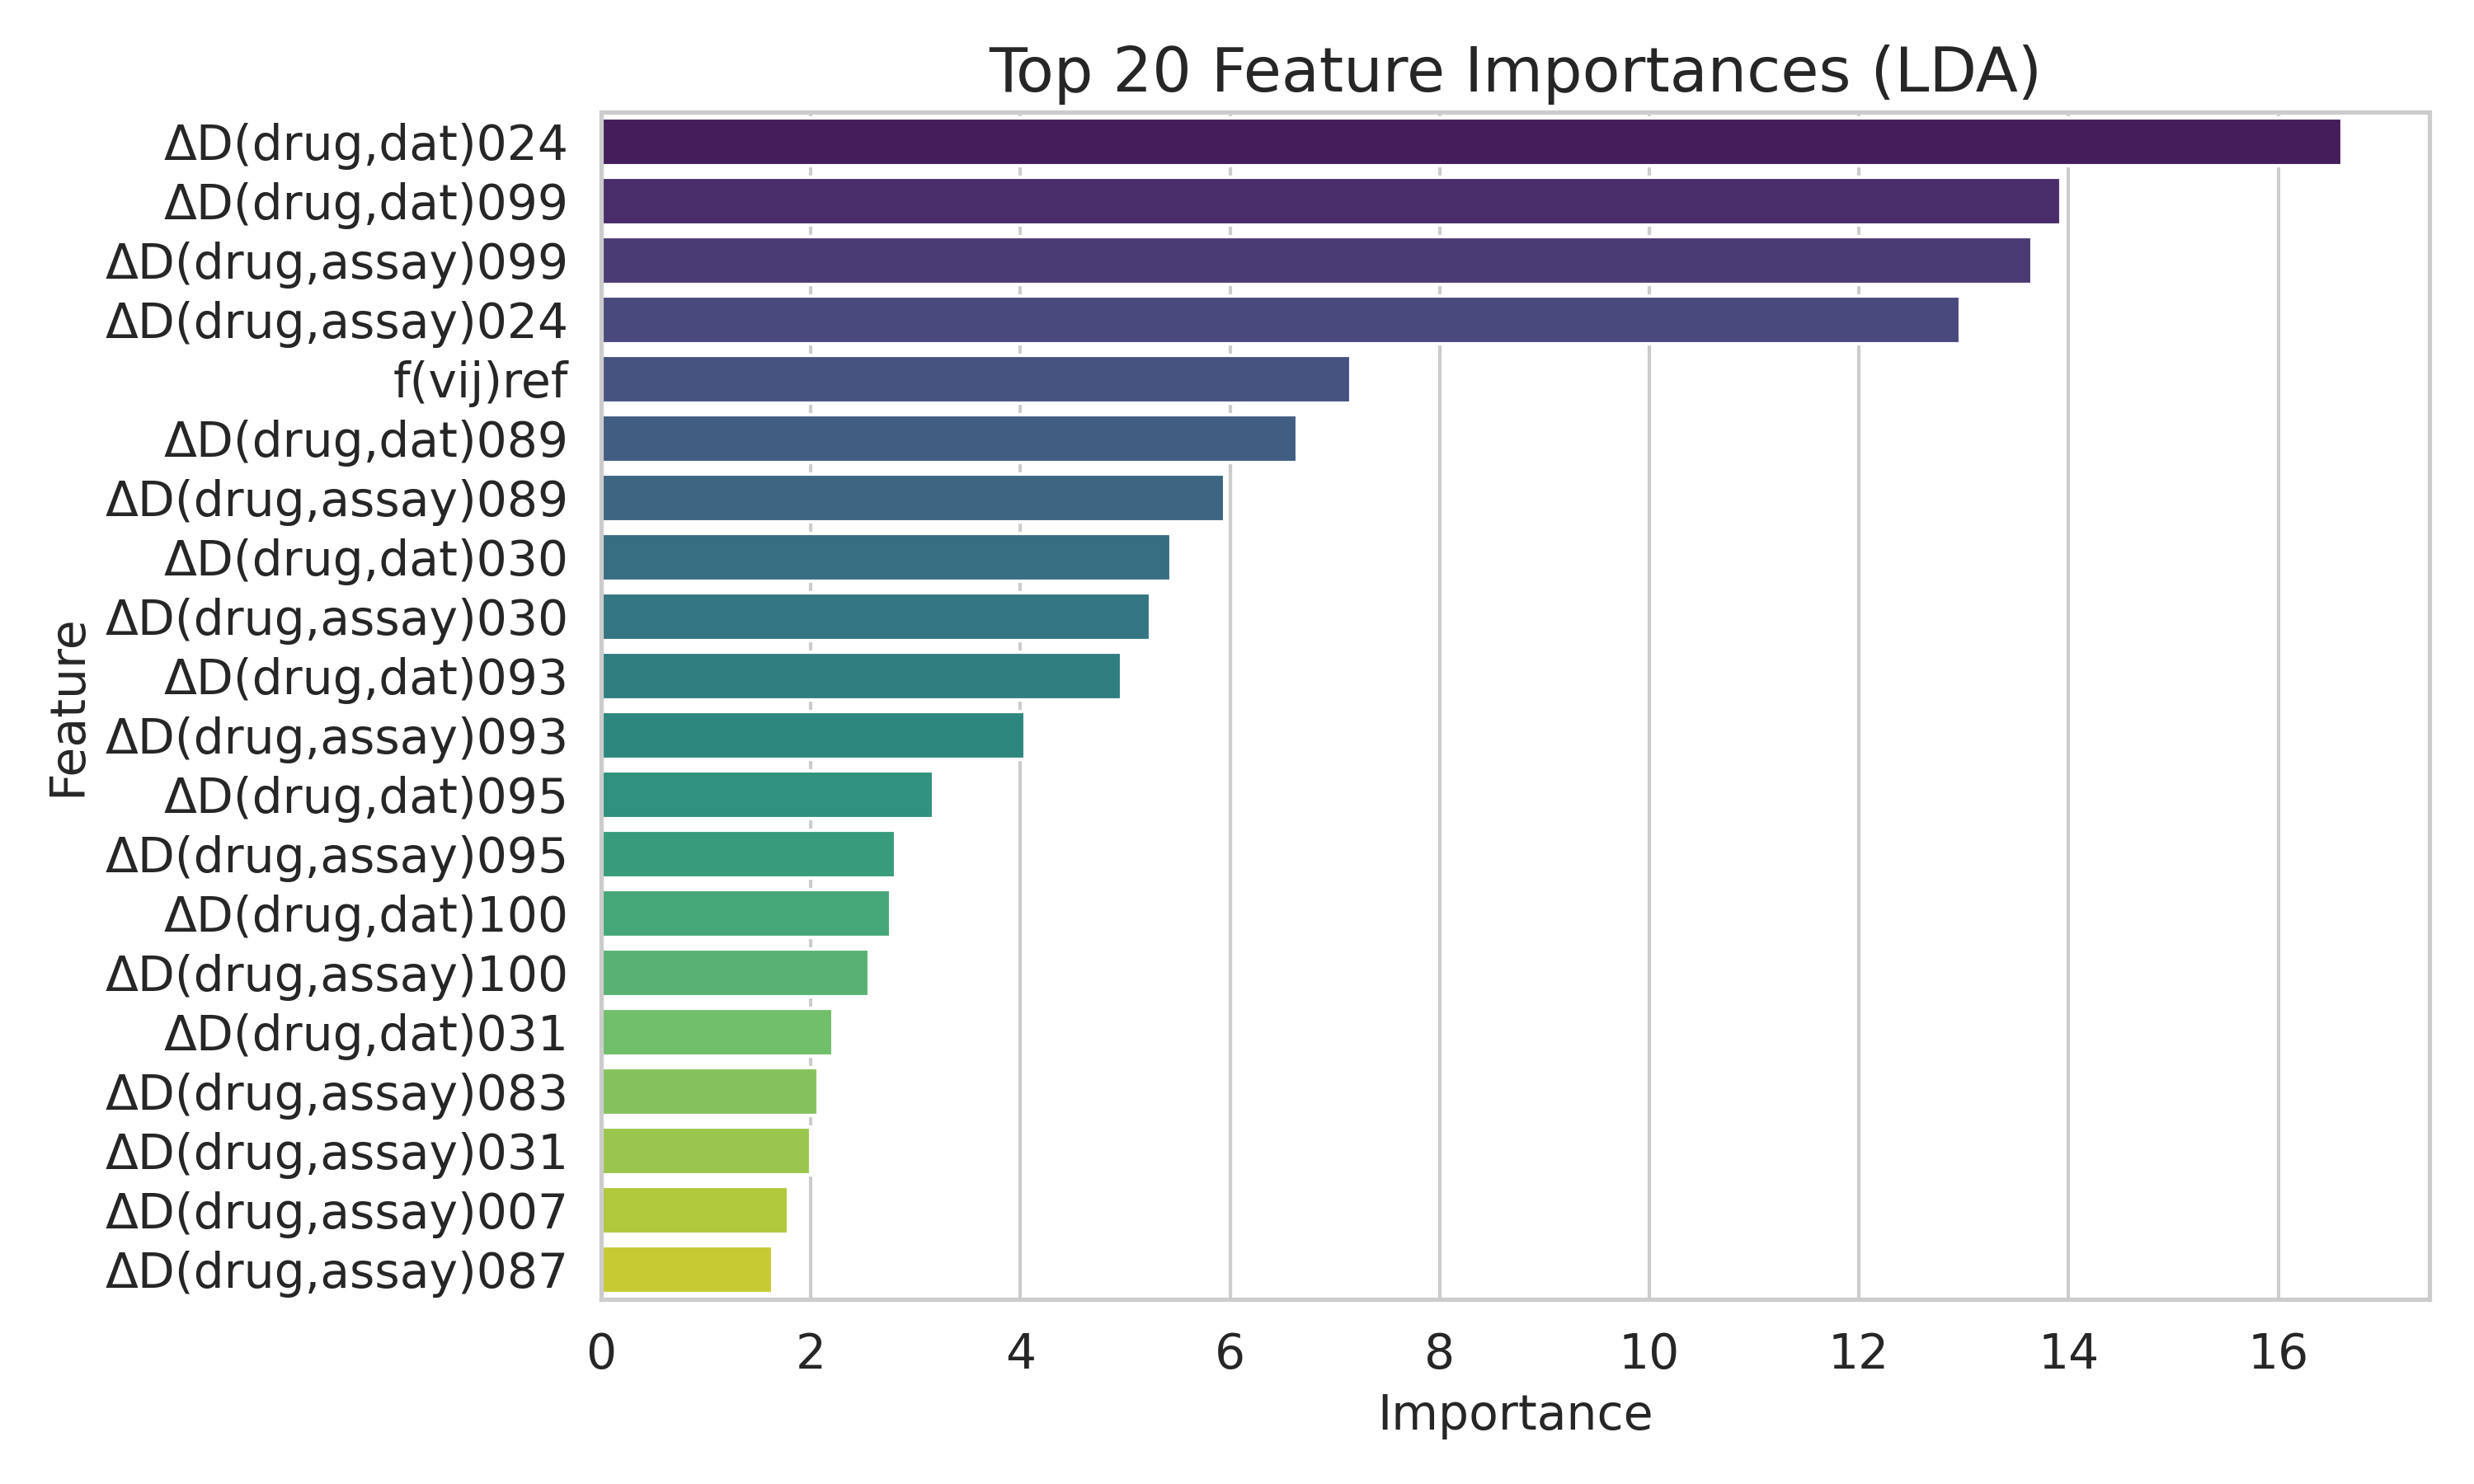 Top 20 Feature Importances (LDA)
ΔD(drug,dat)024
ΔD(drug,dat)099
ΔD(drug,assay)099
ΔD(drug,assay)024
f(vij)ref
ΔD(drug,dat)089
ΔD(drug,assay)089
ΔD(drug,dat)030
ΔD(drug,assay)030
ΔD(drug,dat)093
ΔD(drug,assay)093
ΔD(drug,dat)095
ΔD(drug,assay)095
ΔD(drug,dat)100
ΔD(drug,assay)100
ΔD(drug,dat)031
ΔD(drug,assay)083
ΔD(drug,assay)031
ΔD(drug,assay)007
ΔD(drug,assay)087
Feature
0 2 4 6 8 10 12 14 16
Importance